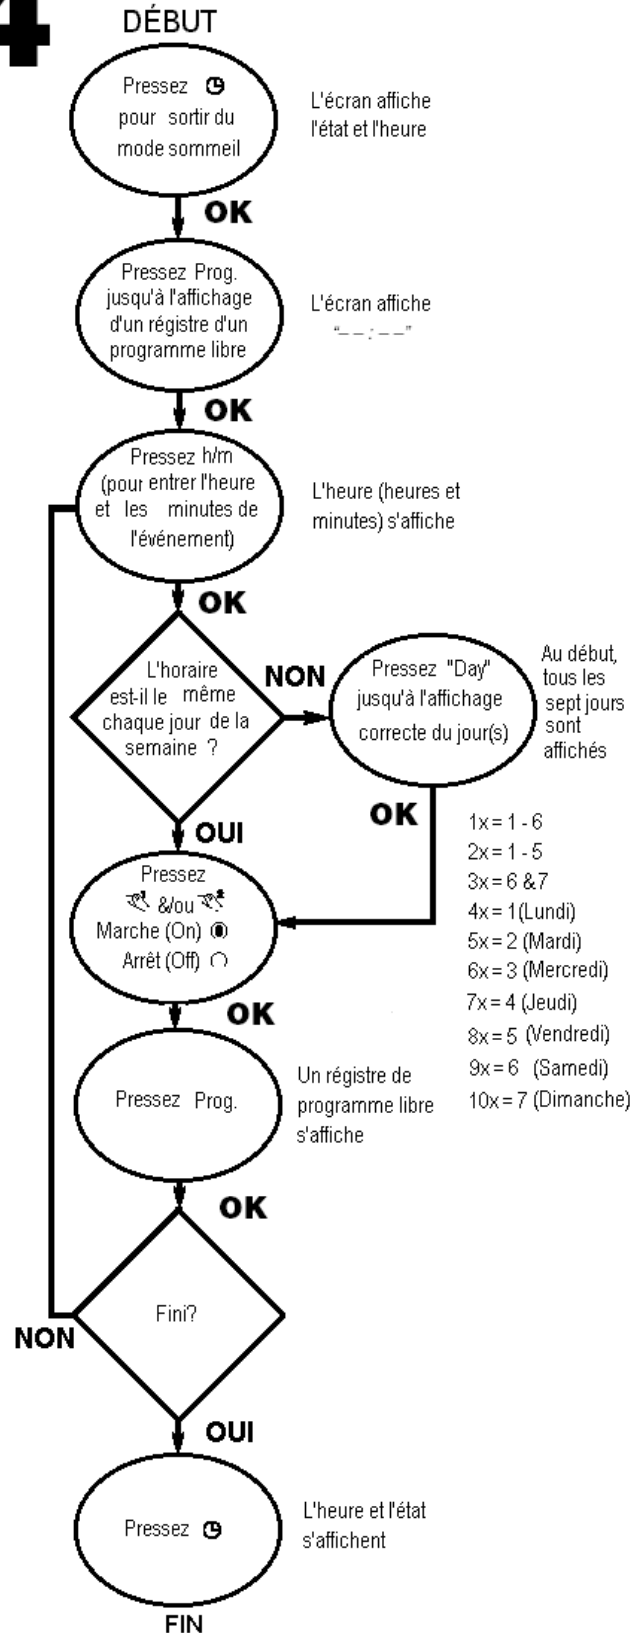 4
DÉBUT
Pressez
pour sortir du
mode sommeil
L'écran affiche
l'état et l'heure
OK
Pressez Prog.
jusqu'à l'affichage
d'un régistre d'un
programme libre
L'écran affiche
"– – : – –"
OK
Pressez h/m
(pour entrer l'heure
et les minutes de
l'événement)
L'heure (heures et
minutes) s'affiche
OK
L'horaire
est-il le même
chaque jour de la
semaine ?
NON
Pressez "Day"
jusqu'à l'affichage
correcte du jour(s)
Au début,
tous les
sept jours
sont
affichés
OK
1x = 1 - 6
2x = 1 - 5
3x = 6 &7
4x = 1(Lundi)
5x = 2 (Mardi)
6x = 3 (Mercredi)
7x = 4 (Jeudi)
8x = 5 (Vendredi)
9x = 6 (Samedi)
10x = 7 (Dimanche)
OUI
Pressez
1 &/ou 2
Marche (On)
Arrêt (Off)
OK
Pressez Prog.
Un régistre de
programme libre
s'affiche
OK
Fini?
NON
OUI
Pressez
L'heure et l'état
s'affichent
FIN